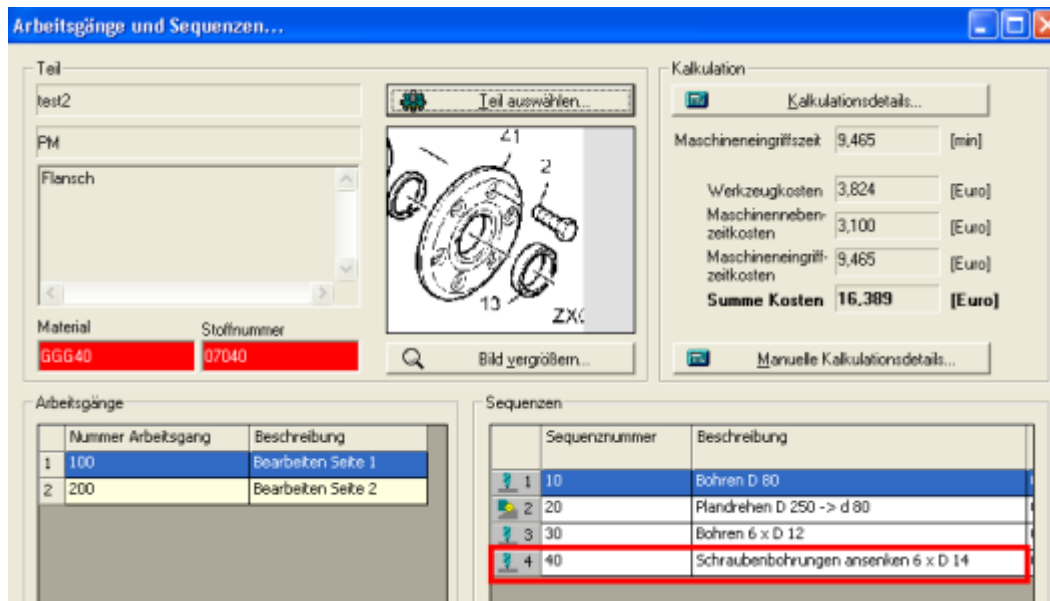 Arbeitsgänge und Sequenzen...
Teil
test2
Teil auswählen...
PM
Flansch
21
2
13
ZX
Material
Stoffnummer
GGG40
07040
Bild vergrößern...
Kalkulation
Kalkulationsdetails...
Maschineneingriffszeit 9,465 [min]
Werkzeugkosten 3,824 [Euro]
Maschinenneben-
zeitkosten 3,100 [Euro]
Maschineneingriff-
zeitkosten 9,465 [Euro]
Summe Kosten 16,389 [Euro]
Manuelle Kalkulationsdetails...
Arbeitsgänge
Nummer Arbeitsgang Beschreibung
1 100 Bearbeiten Seite 1
2 200 Bearbeiten Seite 2
Sequenzen
Sequenznummer Beschreibung
1 10 Bohren D 80
2 20 Plandrehen D 250 -> d 80
3 30 Bohren 6 x D 12
4 40 Schraubenbohrungen ansenken 6 x D 14